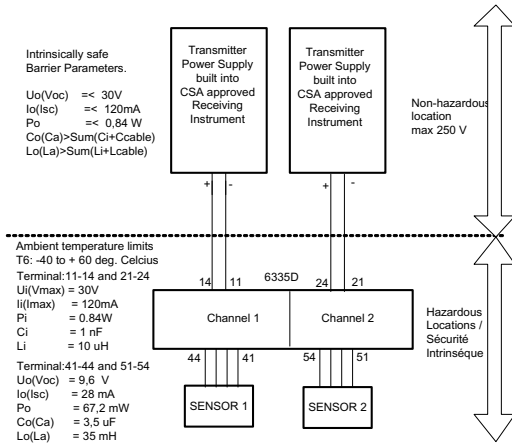 Intrinsically safe
Barrier Parameters.
Uo(Voc) =< 30V
Io(Isc) =< 120mA
Po =< 0,84 W
Co(Ca)>Sum(Ci+Ccable)
Lo(La)>Sum(Li+Lcable)
Transmitter
Power Supply
built into
CSA approved
Receiving
Instrument
Transmitter
Power Supply
built into
CSA approved
Receiving
Instrument
Non-hazardous
location
max 250 V
+ -
+ -
Ambient temperature limits
T6: -40 to + 60 deg. Celcius
Terminal:11-14 and 21-24
Ui(Vmax) = 30V
Ii(Imax) = 120mA
Pi = 0.84W
Ci = 1 nF
Li = 10 uH
Terminal:41-44 and 51-54
Uo(Voc) = 9,6 V
Io(Isc) = 28 mA
Po = 67,2 mW
Co(Ca) = 3,5 uF
Lo(La) = 35 mH
14 11 6335D 24 21
Channel 1 Channel 2
44 41 54 51
SENSOR 1 SENSOR 2
Hazardous
Locations /
Sécurité
Intrinséque